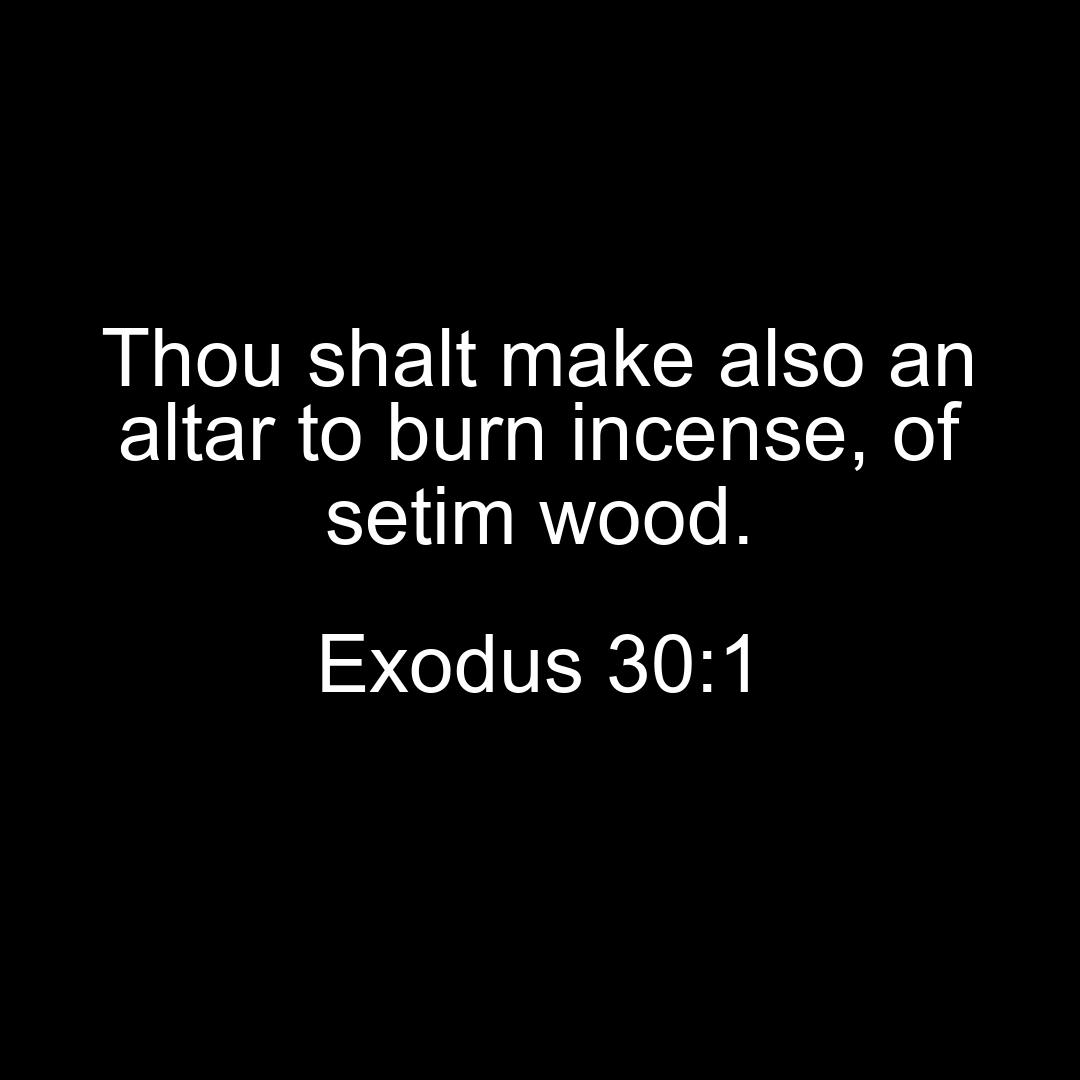 Thou shalt make also an
altar to burn incense, of
setim wood.
Exodus 30:1